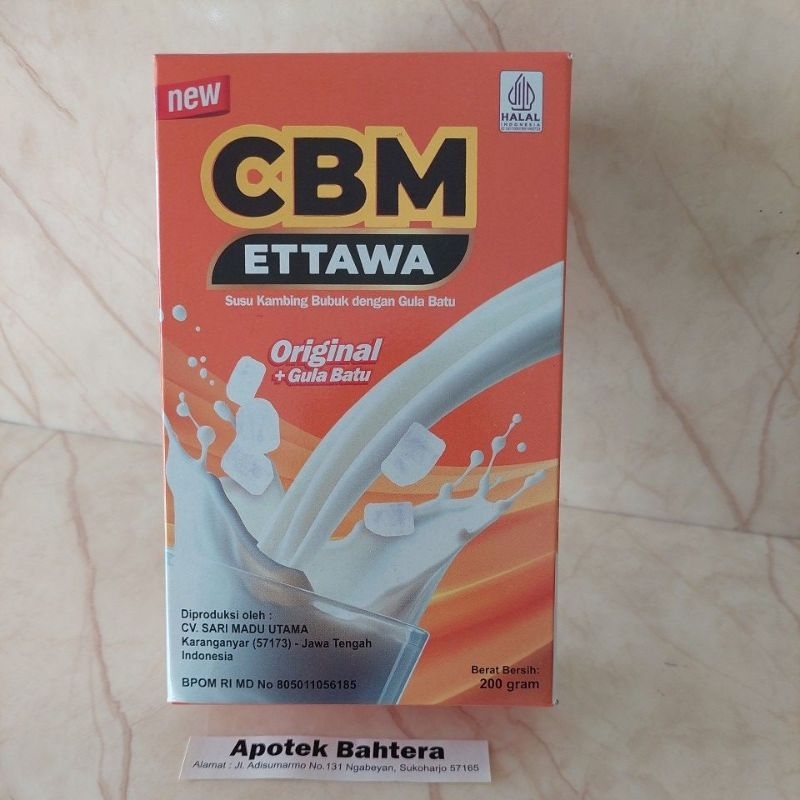 new
HALAL
INDONESIA
CBM
ETTAWA
Susu Kambing Bubuk dengan Gula Batu
Original
+ Gula Batu
Diproduksi oleh :
CV. SARI MADU UTAMA
Karanganyar (57173) - Jawa Tengah
Indonesia
BPOM RI MD No 805011056185
Berat Bersih:
200 gram
Apotek Bahtera
Alamat : Jl. Adisumarmo No.131 Ngabeyan, Sukoharjo 57165